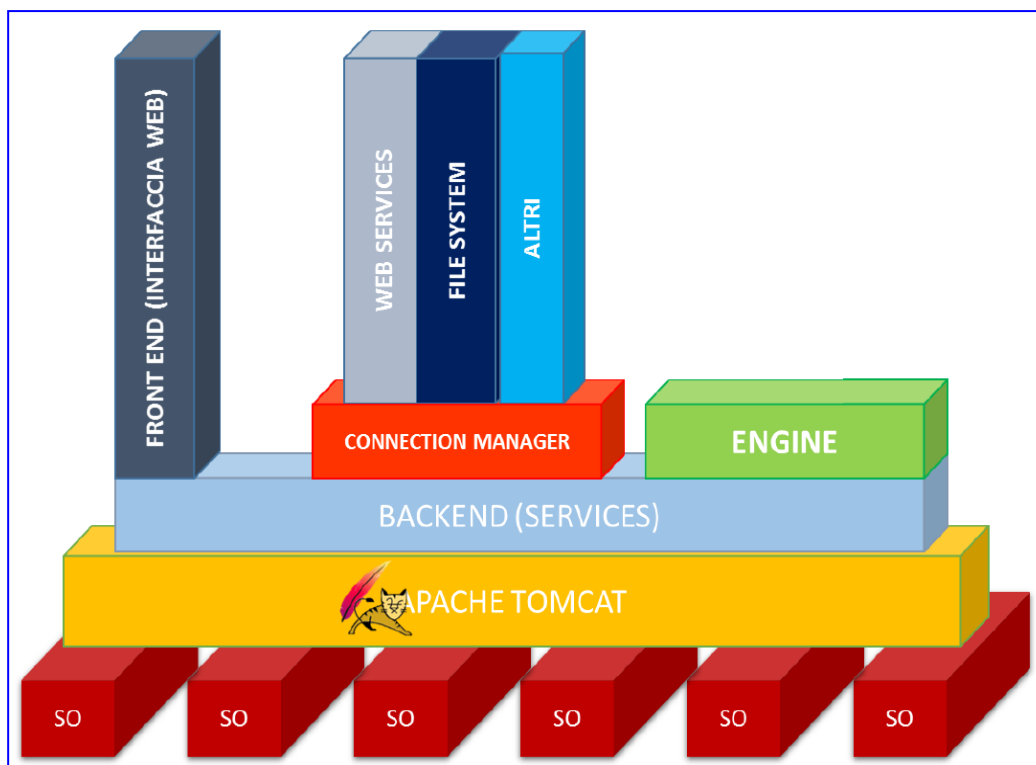 FRONT END (INTERFACCIA WEB)
WEB SERVICES
FILE SYSTEM
ALTRI
CONNECTION MANAGER
ENGINE
BACKEND (SERVICES)
APACHE TOMCAT
SO
SO
SO
SO
SO
SO